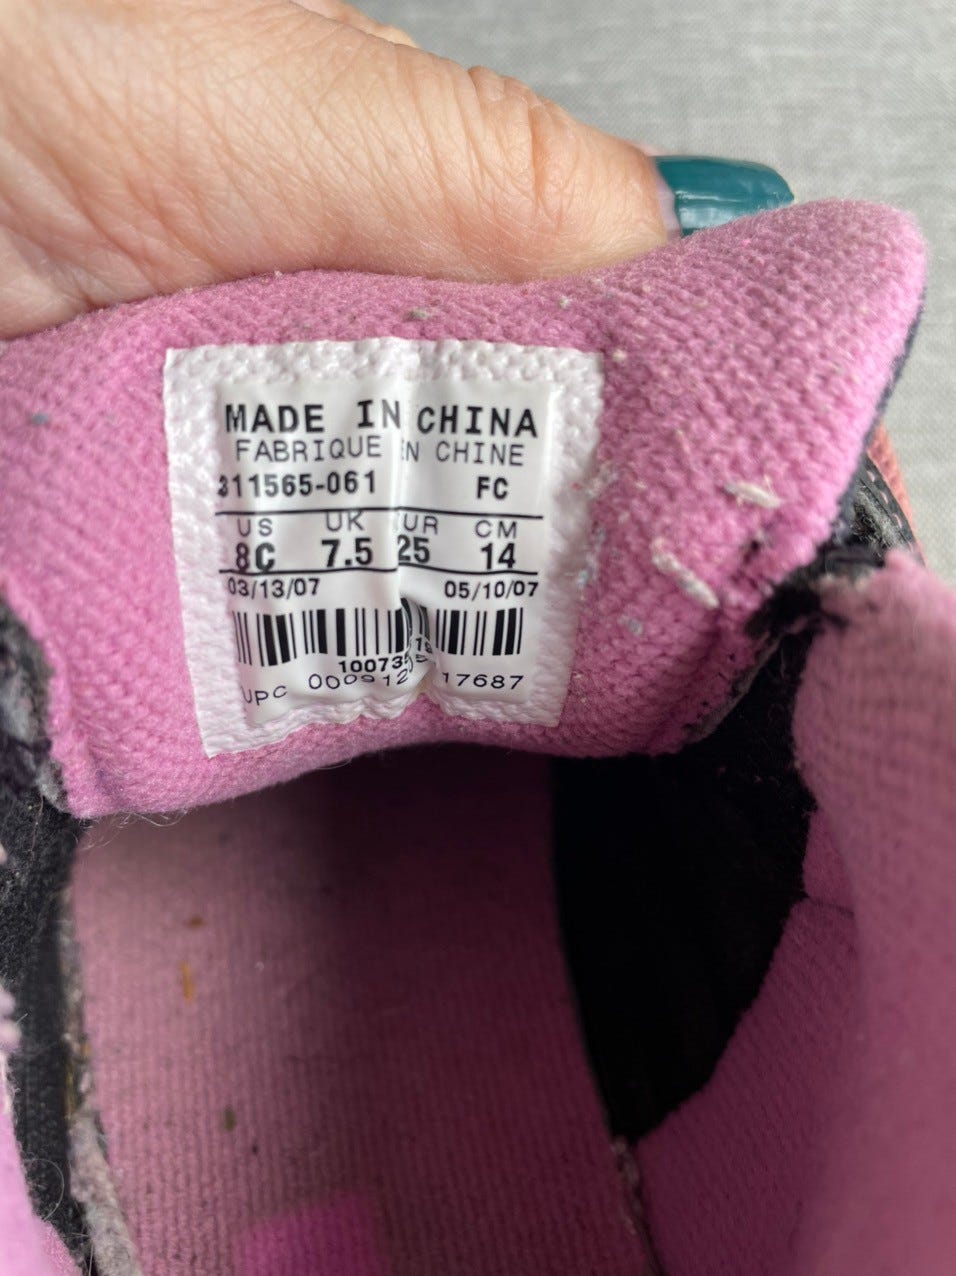 MADE IN CHINA
FABRIQUE EN CHINE
311565-061 FC
US UK EUR CM
8C 7.5 25 14
03/13/07 05/10/07
UPC 17687